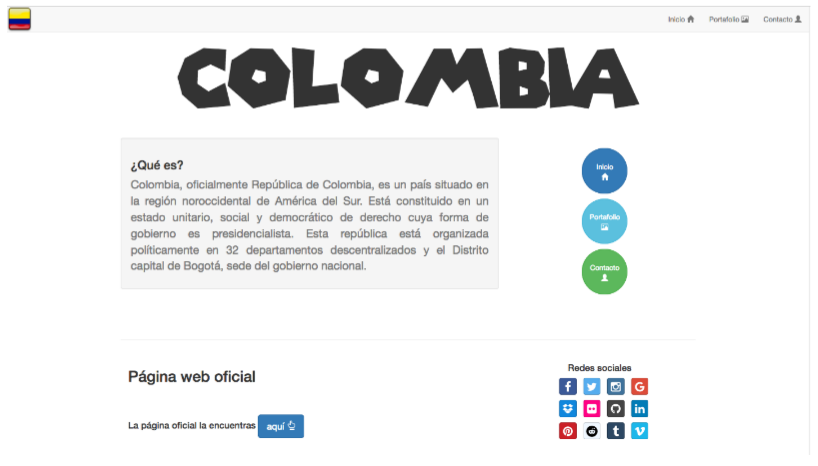 Inicio
Portafolio
Contacto
COLOMBIA
¿Qué es?
Colombia, oficialmente República de Colombia, es un país situado en
la región noroccidental de América del Sur. Está constituido en un
estado unitario, social y democrático de derecho cuya forma de
gobierno es presidencialista. Esta república está organizada
políticamente en 32 departamentos descentralizados y el Distrito
capital de Bogotá, sede del gobierno nacional.
Inicio
Portafolio
Contacto
Página web oficial
La página oficial la encuentras aquí
Redes sociales